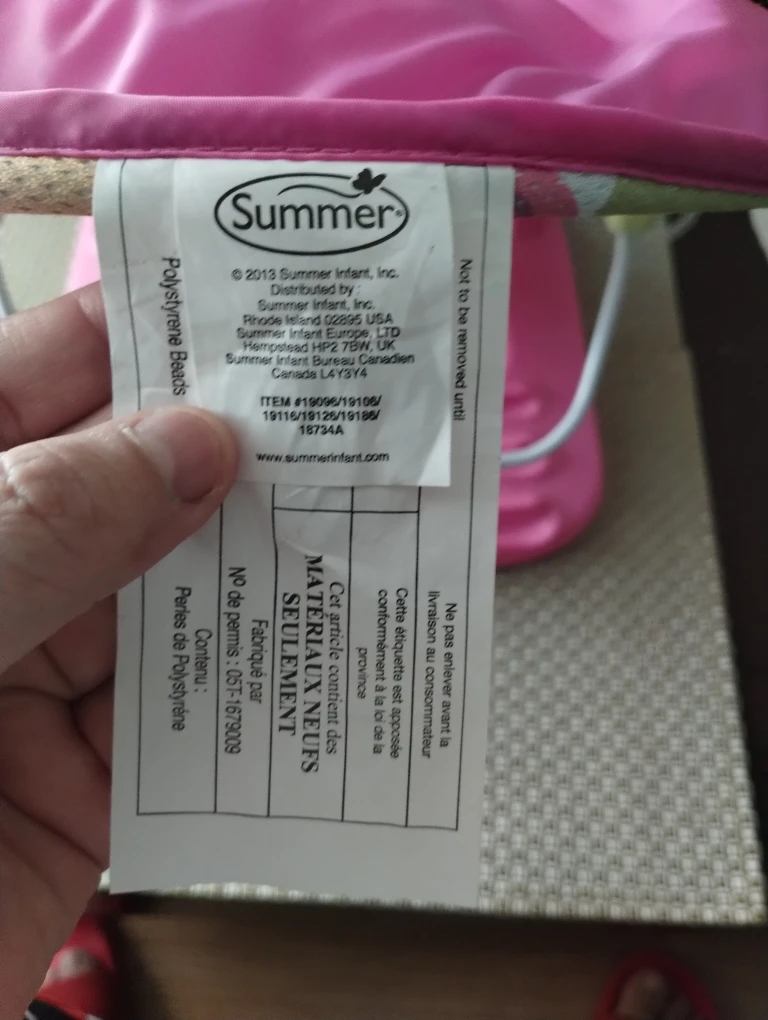 Summer®
© 2013 Summer Infant, Inc.
Distributed by :
Summer Infant, Inc.
Rhode Island 02895 USA
Summer Infant Europe, LTD
Hempstead HP2 7BW, UK
Summer Infant Bureau Canadien
Canada L4Y3Y4
ITEM #19096/19106/
19116/19126/19186/
18734A
www.summerinfant.com
Not to be removed until
Polystyrene Beads
Ne pas enlever avant la
livraison au consommateur
Cette étiquette est apposée
conformément à la loi de la
province
Cet article contient des
MATÉRIAUX NEUFS
SEULEMENT
Fabriqué par
Nº de permis : 05T-1679009
Contenu :
Perles de Polystyréne